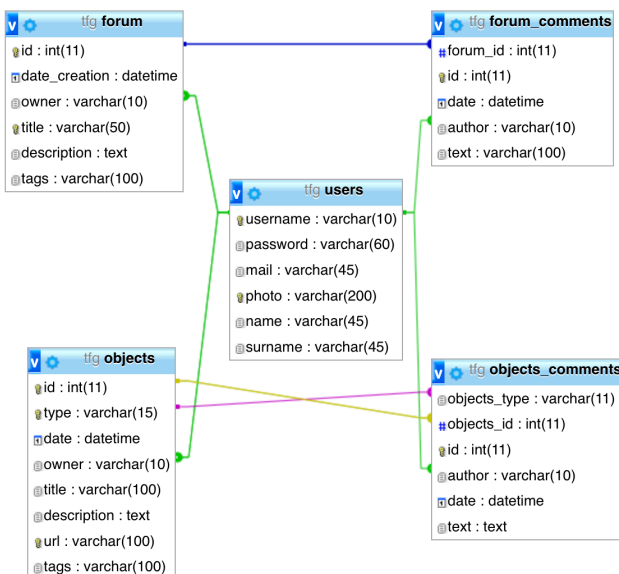 v tfg forum
id : int(11)
date_creation : datetime
owner : varchar(10)
title : varchar(50)
description : text
tags : varchar(100)
v tfg forum_comments
# forum_id : int(11)
id : int(11)
date : datetime
author : varchar(10)
text : varchar(100)
v tfg users
username : varchar(10)
password : varchar(60)
mail : varchar(45)
photo : varchar(200)
name : varchar(45)
surname : varchar(45)
v tfg objects
id : int(11)
type : varchar(15)
date : datetime
owner : varchar(10)
title : varchar(100)
description : text
url : varchar(100)
tags : varchar(100)
v tfg objects_comments
objects_type : varchar(11)
# objects_id : int(11)
id : int(11)
author : varchar(10)
date : datetime
text : text